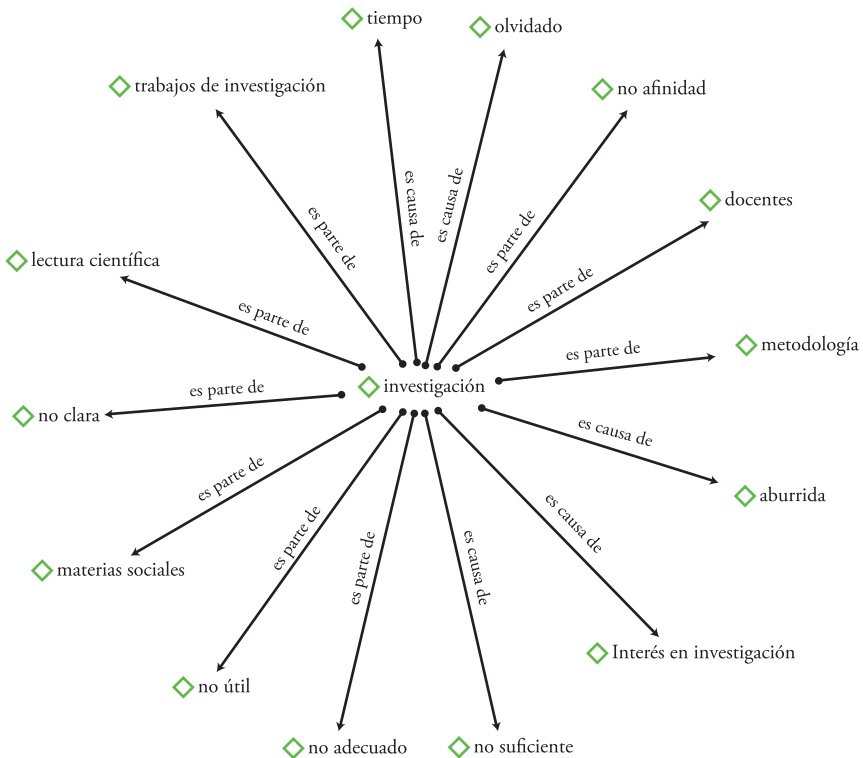 tiempo
olvidado
trabajos de investigación
no afinidad
es causa de
es causa de
docentes
es parte de
es parte de
lectura científica
es parte de
es parte de
metodología
es parte de
investigación
es parte de
no clara
es causa de
aburrida
es parte de
es causa de
es parte de
es parte de
es causa de
materias sociales
Interés en investigación
no útil
no adecuado
no suficiente